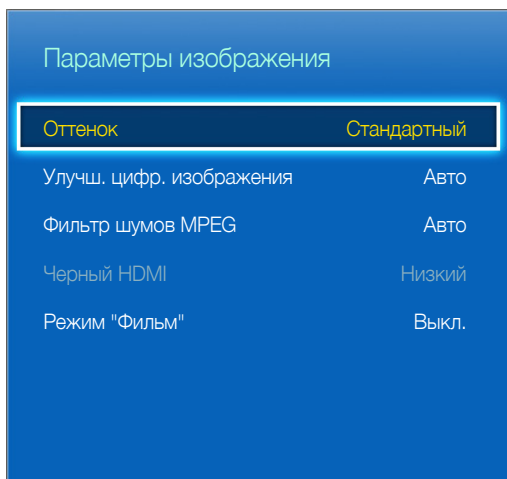 Параметры изображения
Оттенок Стандартный
Улучш. цифр. изображения Авто
Фильтр шумов MPEG Авто
Черный HDMI Низкий
Режим "Фильм" Выкл.